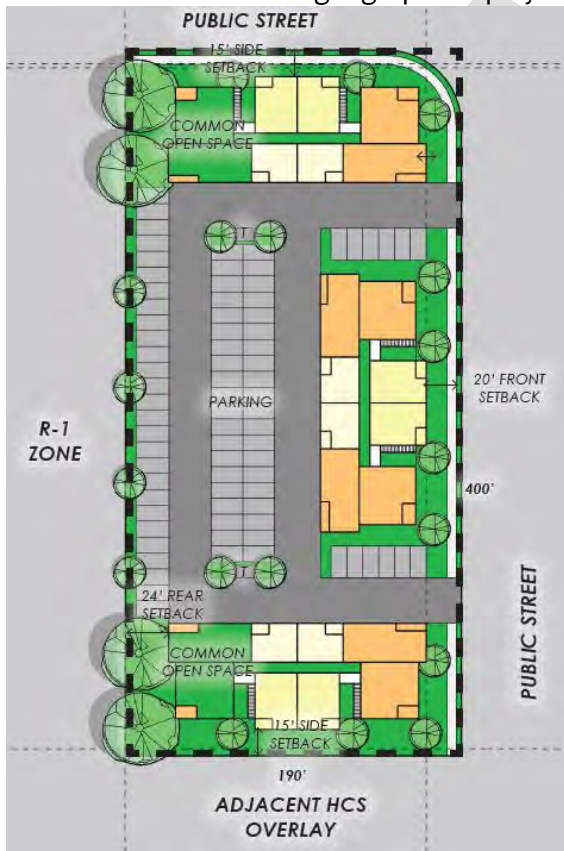 PUBLIC STREET
15' SIDE
SETBACK
COMMON
OPEN SPACE
T
PARKING
R-1
ZONE
20' FRONT
SETBACK
400'
T
24' REAR
SETBACK
PUBLIC STREET
COMMON
OPEN SPACE
15' SIDE
SETBACK
190'
ADJACENT HCS
OVERLAY